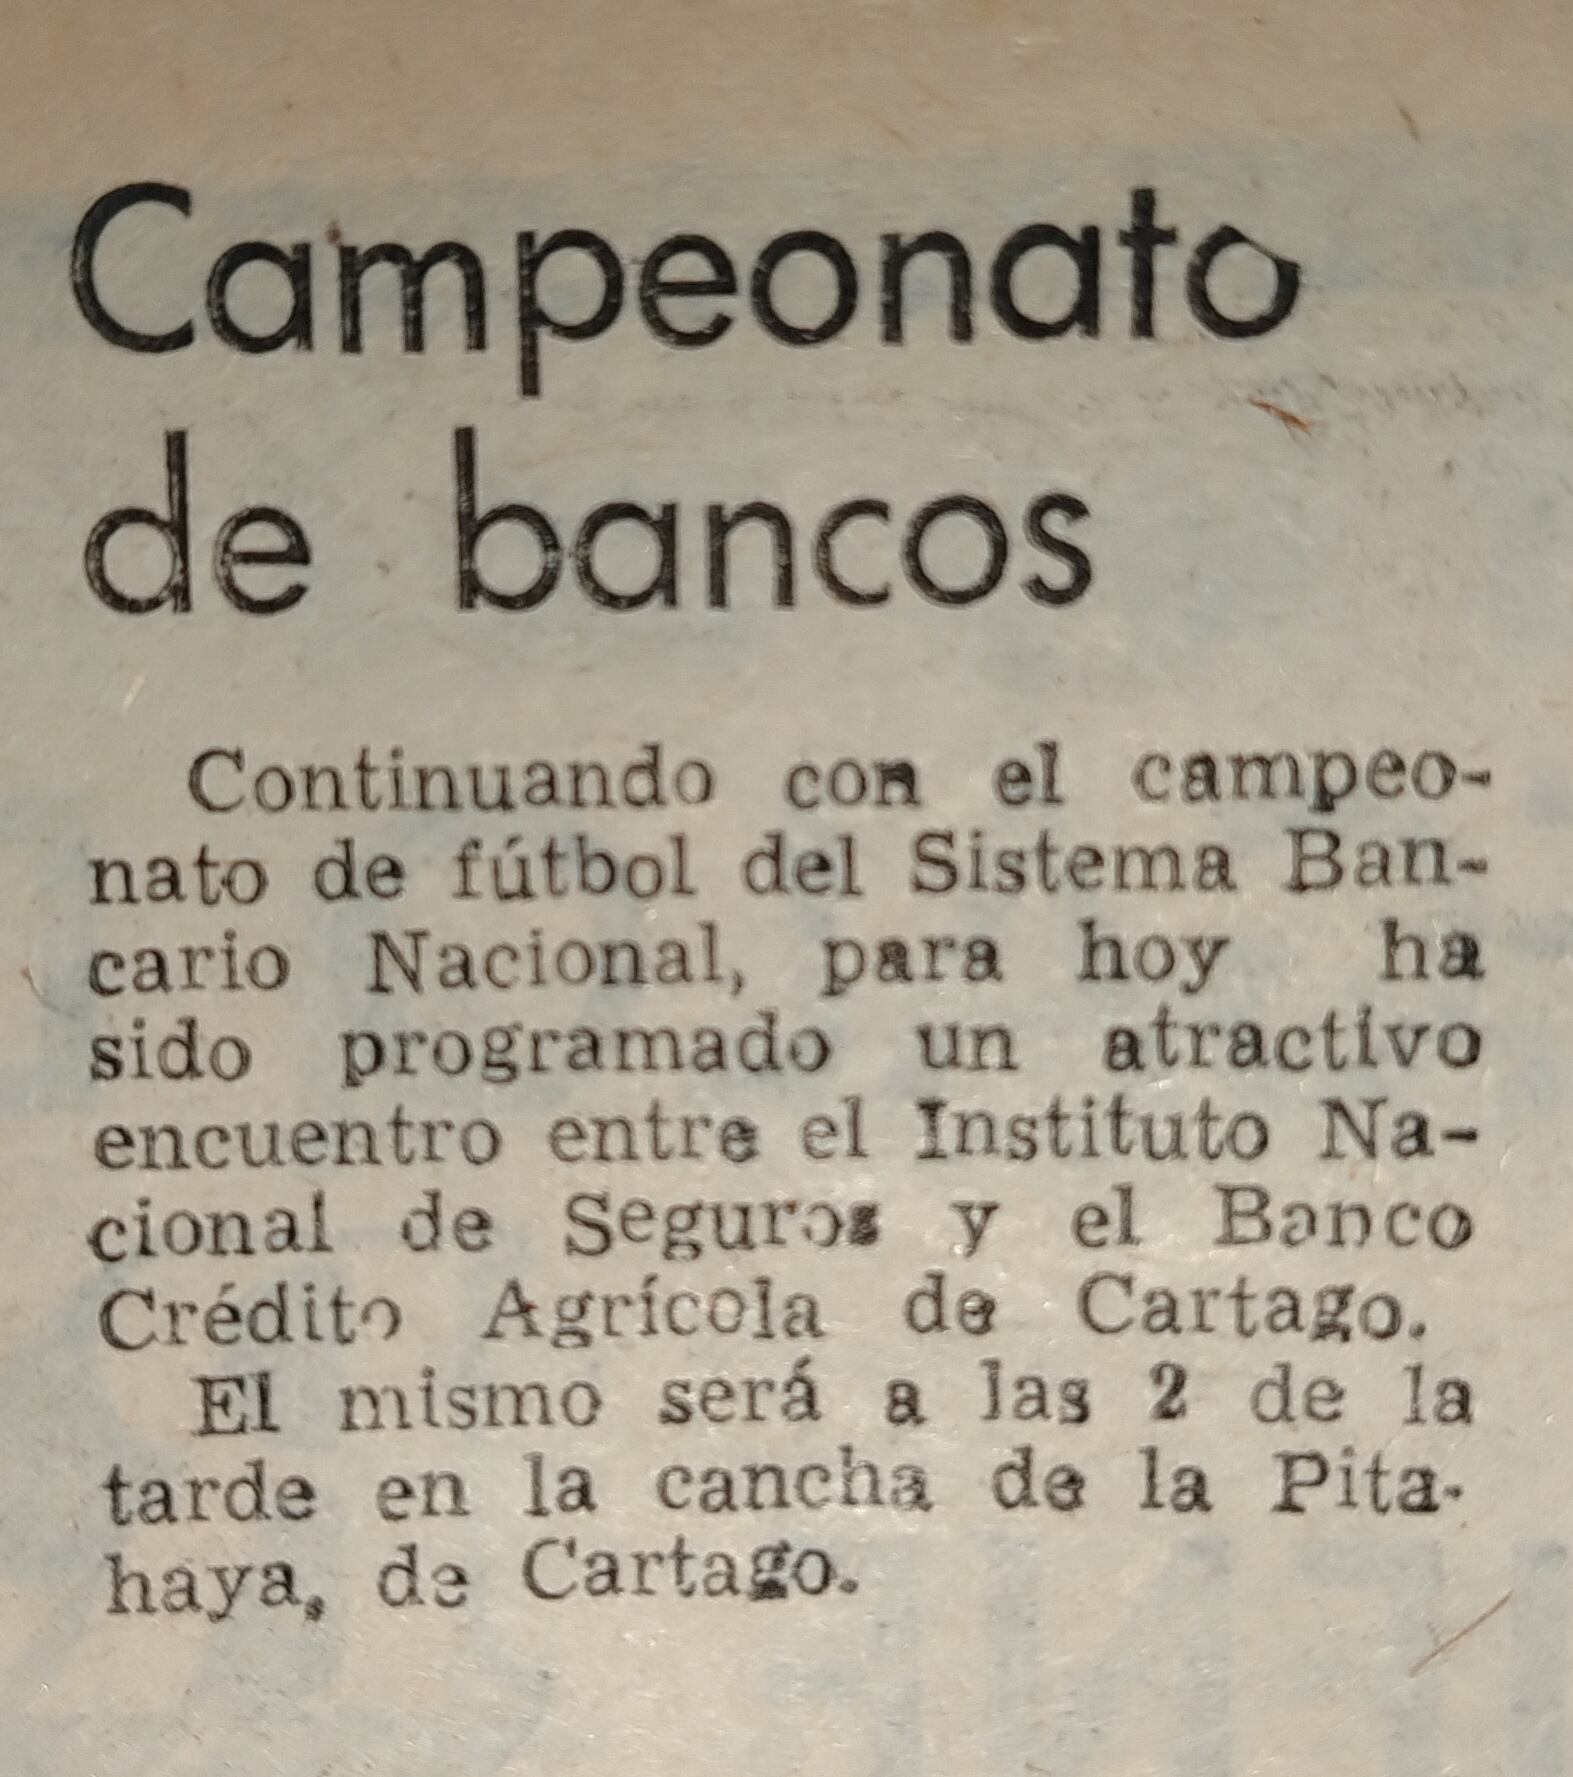 Campeonato
de bancos
Continuando con el campeo-
nato de fútbol del Sistema Ban-
cario Nacional, para hoy ha
sido programado un atractivo
encuentro entre el Instituto Na-
cional de Seguros y el Banco
Crédito Agrícola de Cartago.
El mismo será a las 2 de la
tarde en la cancha de la Pita-
haya, de Cartago.